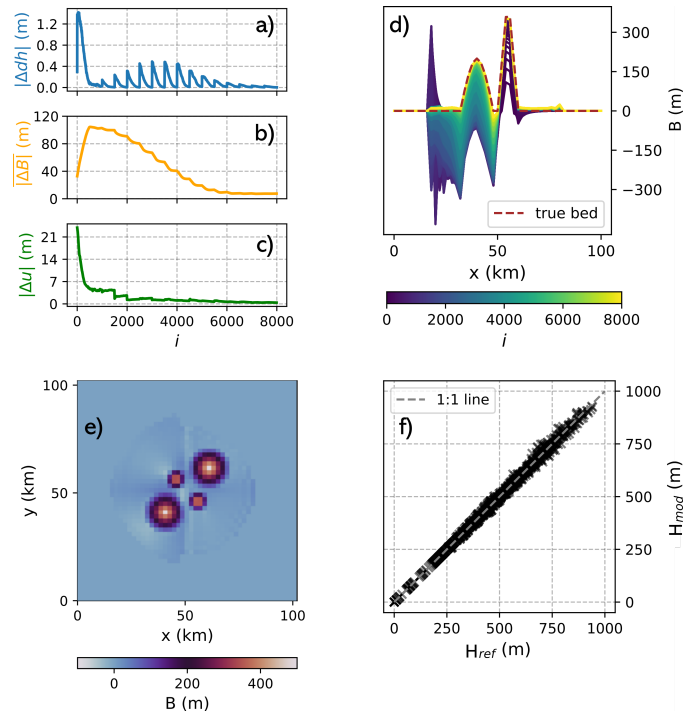 a)
|Δdh| (m)
1.2
0.8
0.4
0.0
b)
|ΔB| (m)
120
80
40
0
c)
|Δu| (m)
21
14
7
0
0 2000 4000 6000 8000
i
d)
B (m)
300
150
0
−150
−300
true bed
0 50 100
x (km)
0 2000 4000 6000 8000
i
e)
y (km)
100
50
0
0 50 100
x (km)
0 200 400
B (m)
f)
1:1 line
H_mod (m)
1000
750
500
250
0
0 250 500 750 1000
H_ref (m)